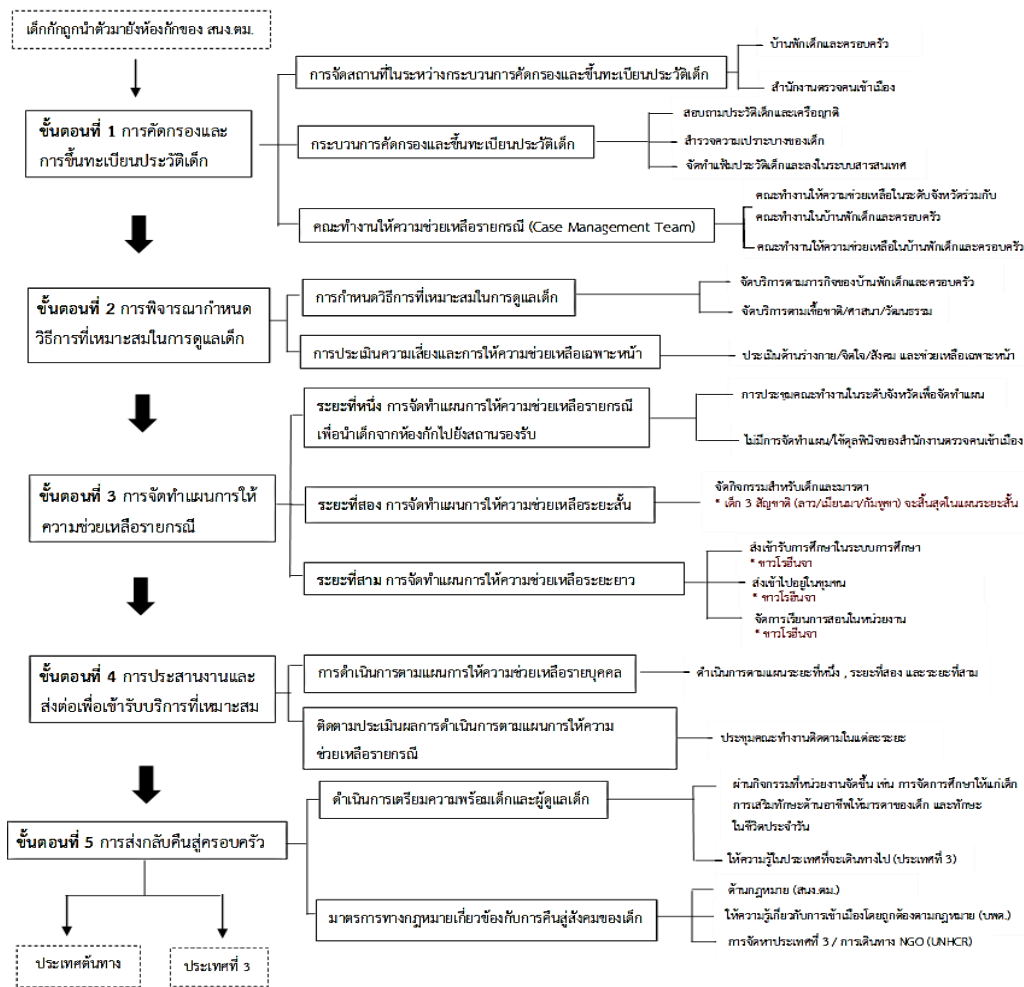 เด็กกักถูกนำตัวมายังห้องกักของ สนง.ตม.
ขั้นตอนที่ 1 การคัดกรองและ
การขึ้นทะเบียนประวัติเด็ก
การจัดสถานที่ในระหว่างกระบวนการคัดกรองและขึ้นทะเบียนประวัติเด็ก
บ้านพักเด็กและครอบครัว
สำนักงานตรวจคนเข้าเมือง
กระบวนการคัดกรองและขึ้นทะเบียนประวัติเด็ก
สอบถามประวัติเด็กและเครือญาติ
สำรวจความเปราะบางของเด็ก
จัดทำแฟ้มประวัติเด็กและลงในระบบสารสนเทศ
คณะทำงานให้ความช่วยเหลือรายกรณี (Case Management Team)
คณะทำงานให้ความช่วยเหลือในระดับจังหวัดร่วมกับ
คณะทำงานในบ้านพักเด็กและครอบครัว
คณะทำงานให้ความช่วยเหลือในบ้านพักเด็กและครอบครัว
ขั้นตอนที่ 2 การพิจารณากำหนด
วิธีการที่เหมาะสมในการดูแลเด็ก
การกำหนดวิธีการที่เหมาะสมในการดูแลเด็ก
จัดบริการตามภารกิจของบ้านพักเด็กและครอบครัว
จัดบริการตามเชื้อชาติ/ศาสนา/วัฒนธรรม
การประเมินความเสี่ยงและการให้ความช่วยเหลือเฉพาะหน้า
ประเมินด้านร่างกาย/จิตใจ/สังคม และช่วยเหลือเฉพาะหน้า
ขั้นตอนที่ 3 การจัดทำแผนการให้
ความช่วยเหลือรายกรณี
ระยะที่หนึ่ง การจัดทำแผนการให้ความช่วยเหลือรายกรณี
เพื่อนำเด็กจากห้องกักไปยังสถานรองรับ
การประชุมคณะทำงานในระดับจังหวัดเพื่อจัดทำแผน
ไม่มีการจัดทำแผน/ใช้ดุลพินิจของสำนักงานตรวจคนเข้าเมือง
ระยะที่สอง การจัดทำแผนการให้ความช่วยเหลือระยะสั้น
จัดกิจกรรมสำหรับเด็กและมารดา
* เด็ก 3 สัญชาติ (ลาว/เมียนมา/กัมพูชา) จะสิ้นสุดในแผนระยะสั้น
ระยะที่สาม การจัดทำแผนการให้ความช่วยเหลือระยะยาว
ส่งเข้ารับการศึกษาในระบบการศึกษา
* ชาวโรฮีนจา
ส่งเข้าไปอยู่ในชุมชน
* ชาวโรฮีนจา
จัดการเรียนการสอนในหน่วยงาน
* ชาวโรฮีนจา
ขั้นตอนที่ 4 การประสานงานและ
ส่งต่อเพื่อเข้ารับบริการที่เหมาะสม
การดำเนินการตามแผนการให้ความช่วยเหลือรายบุคคล
ดำเนินการตามแผนระยะที่หนึ่ง , ระยะที่สอง และระยะที่สาม
ติดตามประเมินผลการดำเนินการตามแผนการให้ความ
ช่วยเหลือรายกรณี
ประชุมคณะทำงานติดตามในแต่ละระยะ
ขั้นตอนที่ 5 การส่งกลับคืนสู่ครอบครัว
ดำเนินการเตรียมความพร้อมเด็กและผู้ดูแลเด็ก
ผ่านกิจกรรมที่หน่วยงานจัดขึ้น เช่น การจัดการศึกษาให้แก่เด็ก
การเสริมทักษะด้านอาชีพให้มารดาของเด็ก และทักษะ
ในชีวิตประจำวัน
ให้ความรู้ในประเทศที่จะเดินทางไป (ประเทศที่ 3)
มาตรการทางกฎหมายเกี่ยวข้องกับการคืนสู่สังคมของเด็ก
ด้านกฎหมาย (สนง.ตม.)
ให้ความรู้เกี่ยวกับการเข้าเมืองโดยถูกต้องตามกฎหมาย (บพด.)
การจัดหาประเทศที่ 3 / การเดินทาง NGO (UNHCR)
ประเทศต้นทาง
ประเทศที่ 3